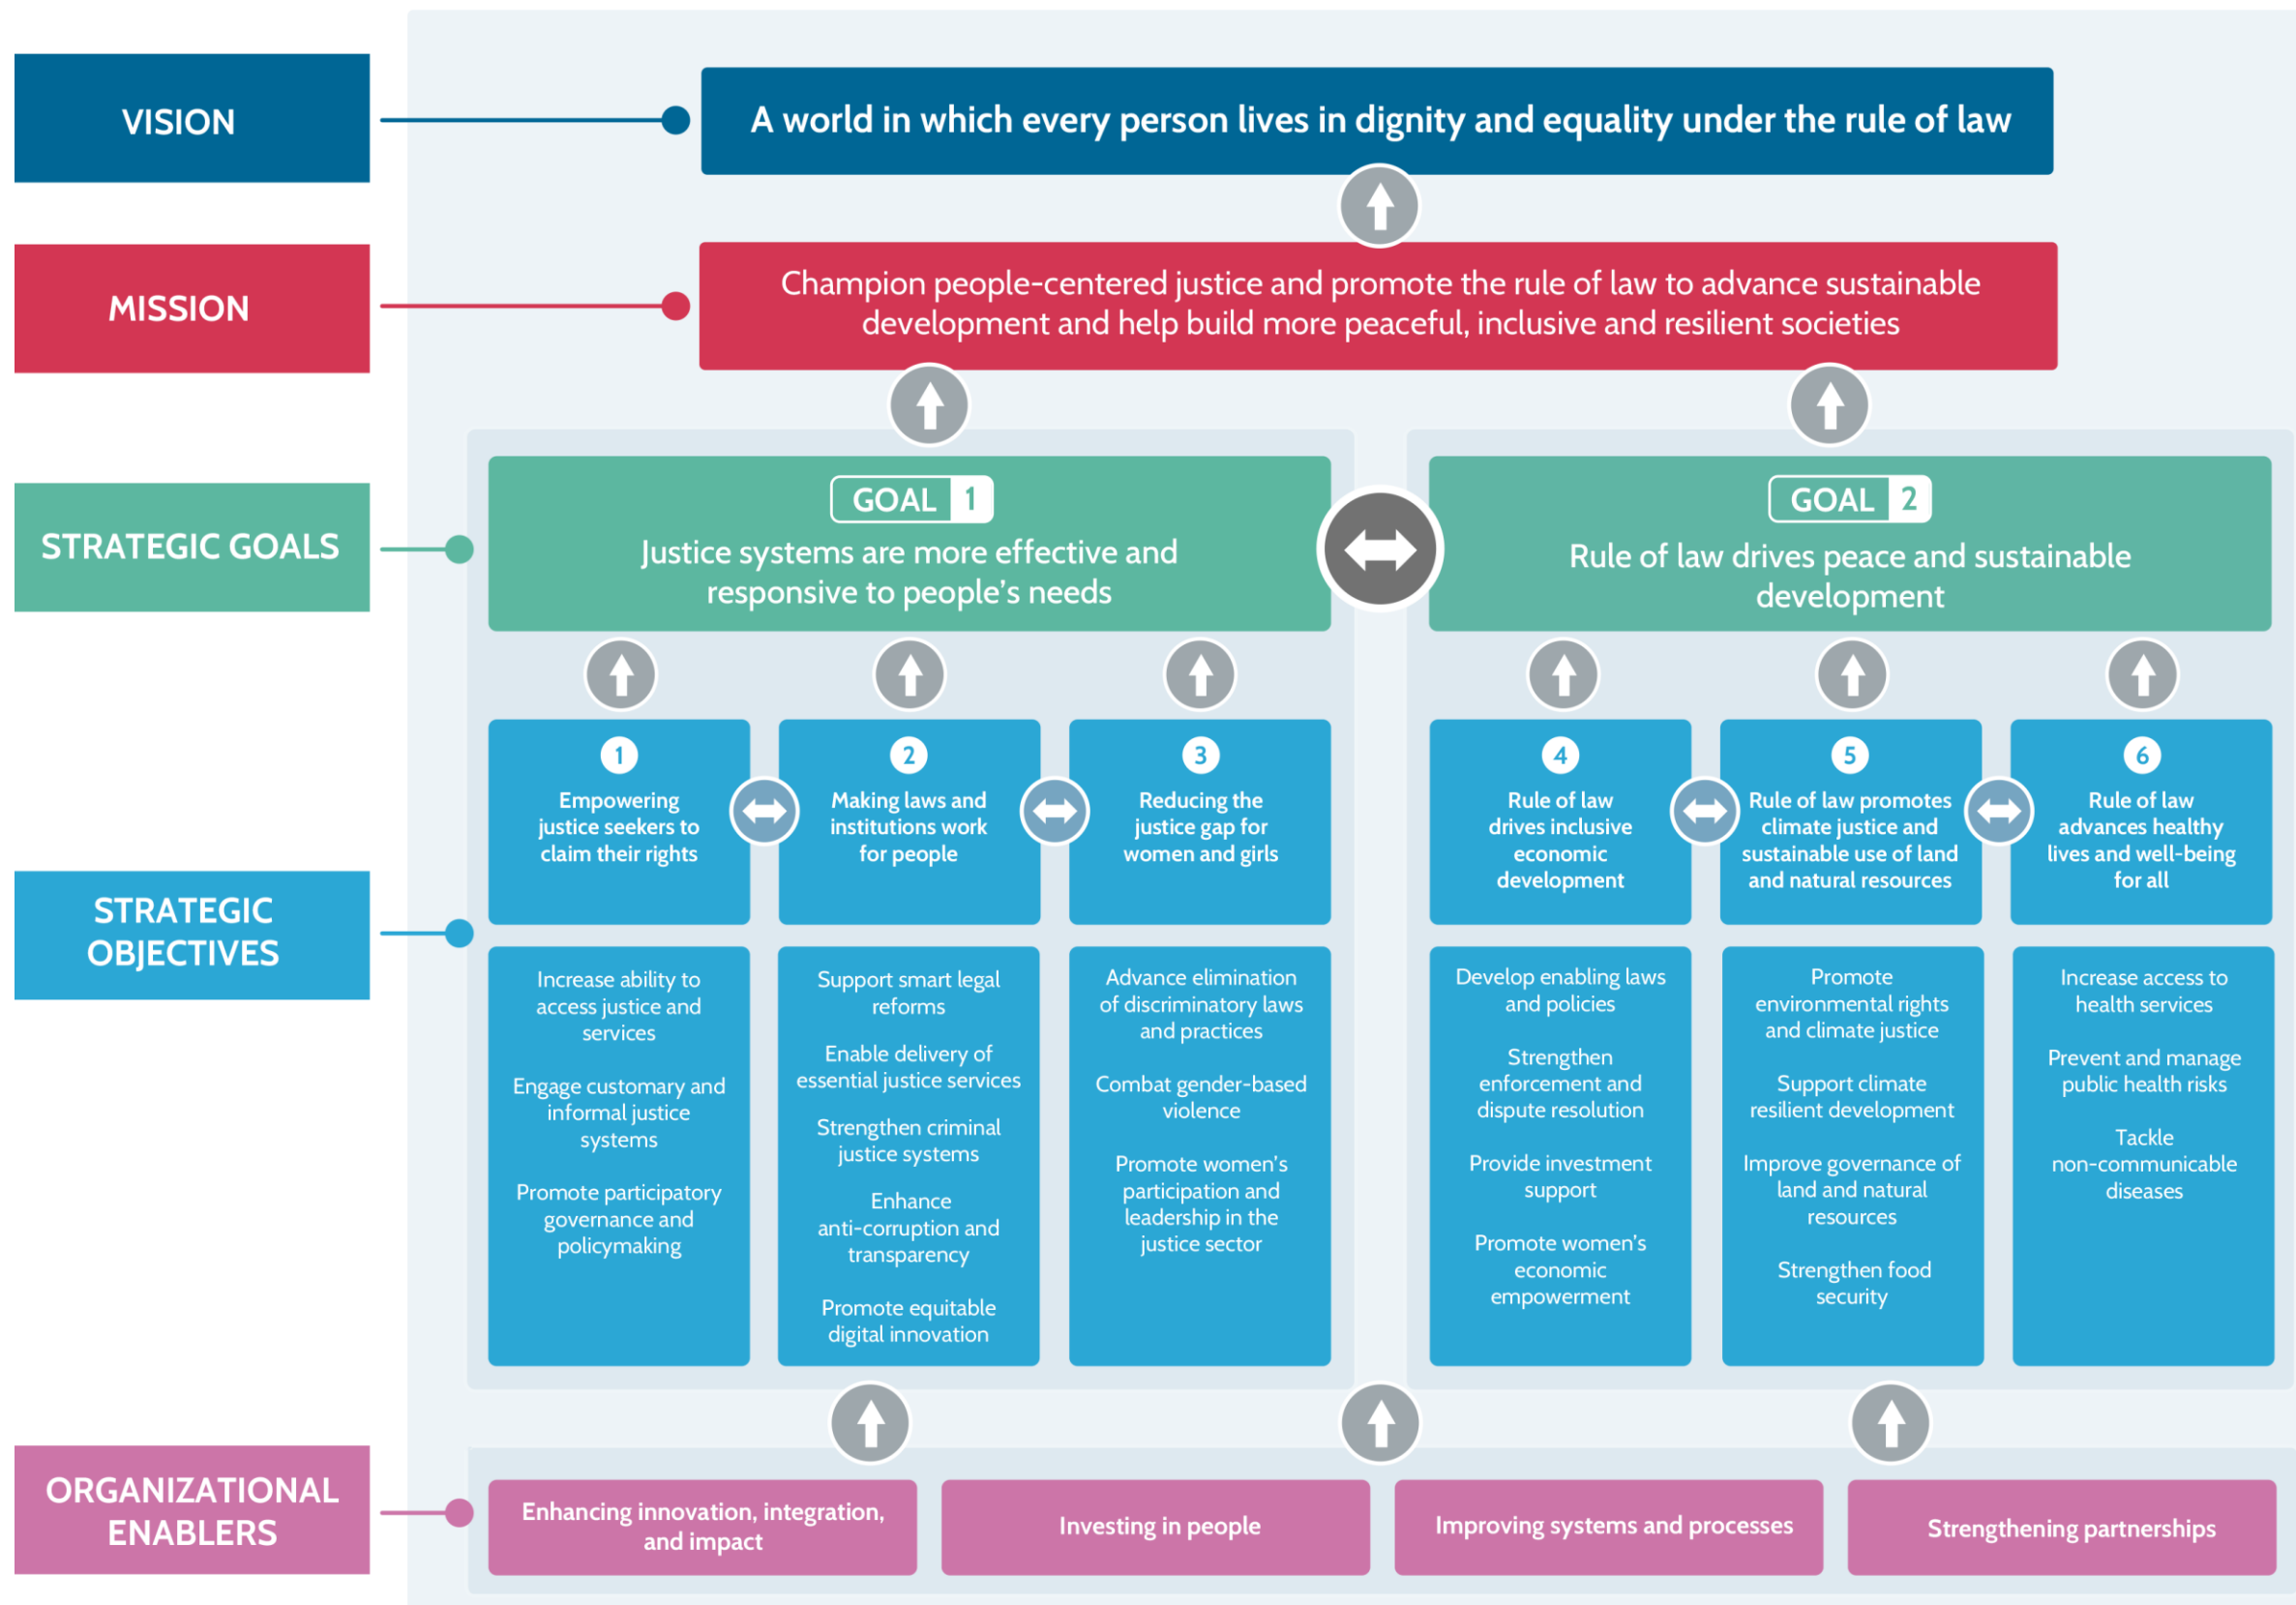 VISION
A world in which every person lives in dignity and equality under the rule of law
MISSION
Champion people-centered justice and promote the rule of law to advance sustainable
development and help build more peaceful, inclusive and resilient societies
STRATEGIC GOALS
GOAL 1
Justice systems are more effective and
responsive to people's needs
GOAL 2
Rule of law drives peace and sustainable
development
STRATEGIC
OBJECTIVES
1
Empowering
justice seekers to
claim their rights
2
Making laws and
institutions work
for people
3
Reducing the
justice gap for
women and girls
4
Rule of law
drives inclusive
economic
development
5
Rule of law promotes
climate justice and
sustainable use of land
and natural resources
6
Rule of law
advances healthy
lives and well-being
for all
Increase ability to
access justice and
services
Engage customary and
informal justice
systems
Promote participatory
governance and
policymaking
Support smart legal
reforms
Enable delivery of
essential justice services
Strengthen criminal
justice systems
Enhance
anti-corruption and
transparency
Promote equitable
digital innovation
Advance elimination
of discriminatory laws
and practices
Combat gender-based
violence
Promote women's
participation and
leadership in the
justice sector
Develop enabling laws
and policies
Strengthen
enforcement and
dispute resolution
Provide investment
support
Promote women's
economic
empowerment
Promote
environmental rights
and climate justice
Support climate
resilient development
Improve governance of
land and natural
resources
Strengthen food
security
Increase access to
health services
Prevent and manage
public health risks
Tackle
non-communicable
diseases
ORGANIZATIONAL
ENABLERS
Enhancing innovation, integration,
and impact
Investing in people
Improving systems and processes
Strengthening partnerships